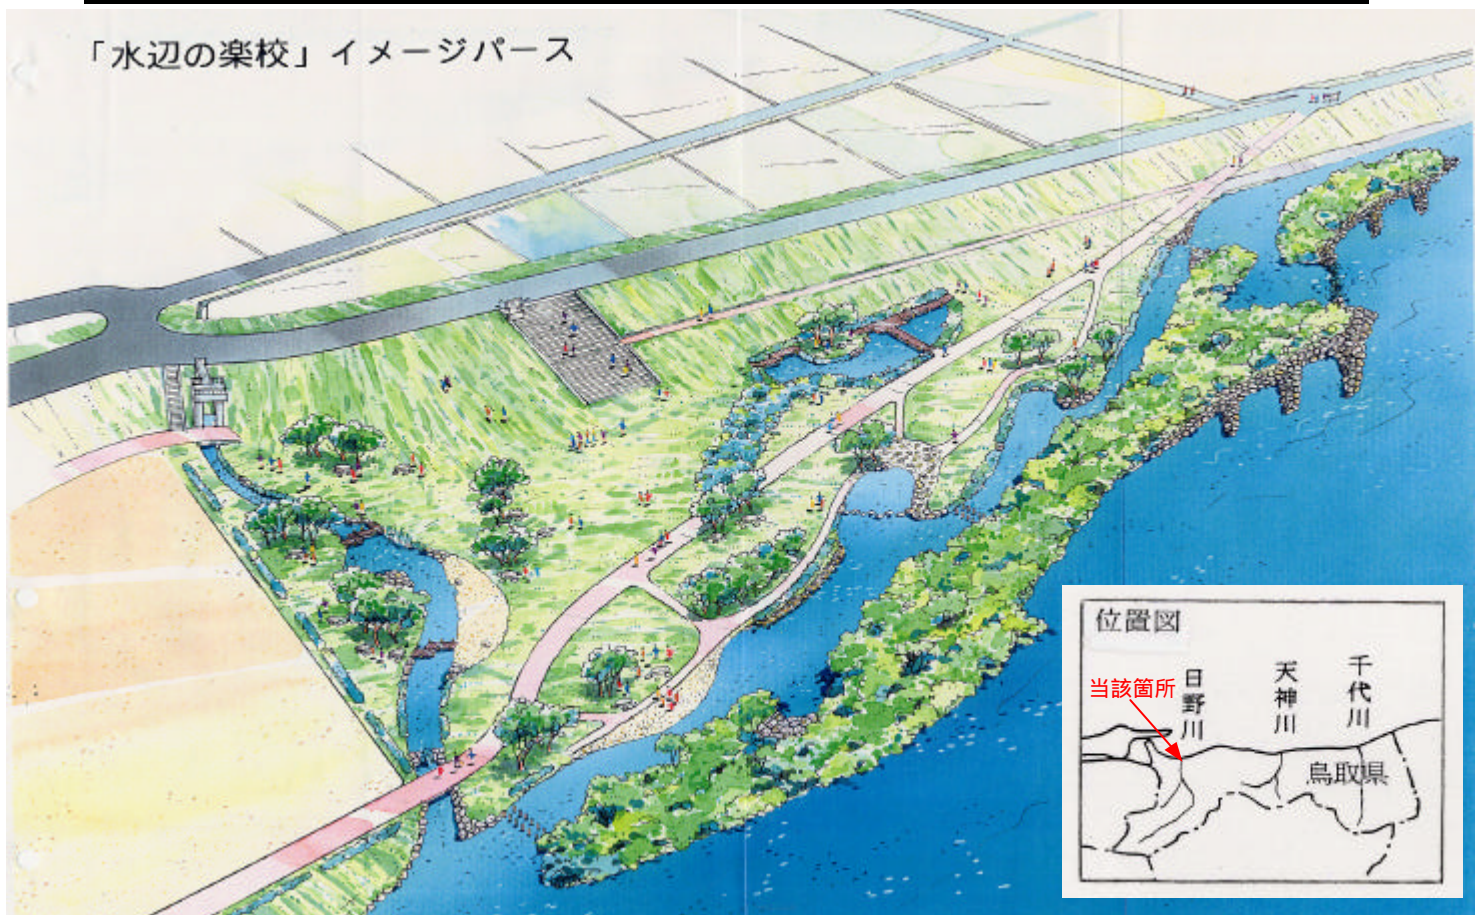 「水辺の楽校」イメージパース
位置図
当該箇所
日野川
天神川
千代川
鳥取県